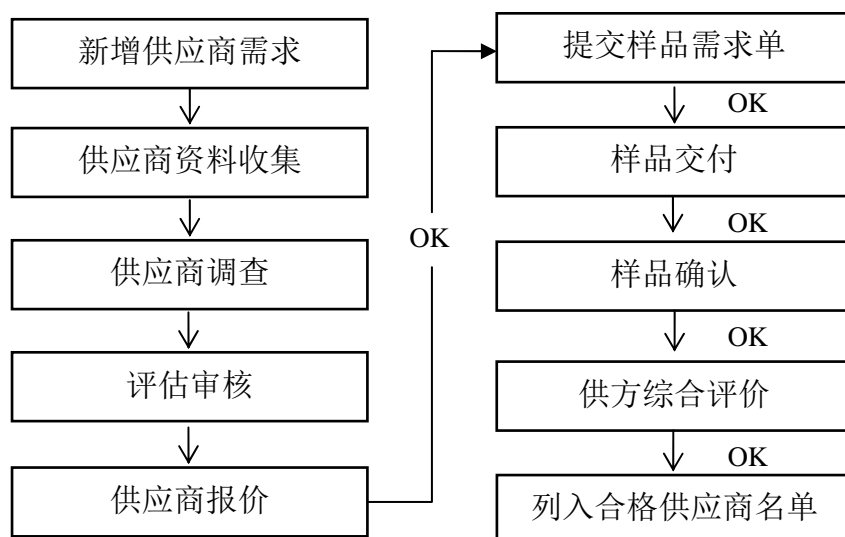 新增供应商需求
供应商资料收集
供应商调查
评估审核
供应商报价
OK
提交样品需求单
OK
样品交付
OK
样品确认
OK
供方综合评价
OK
列入合格供应商名单